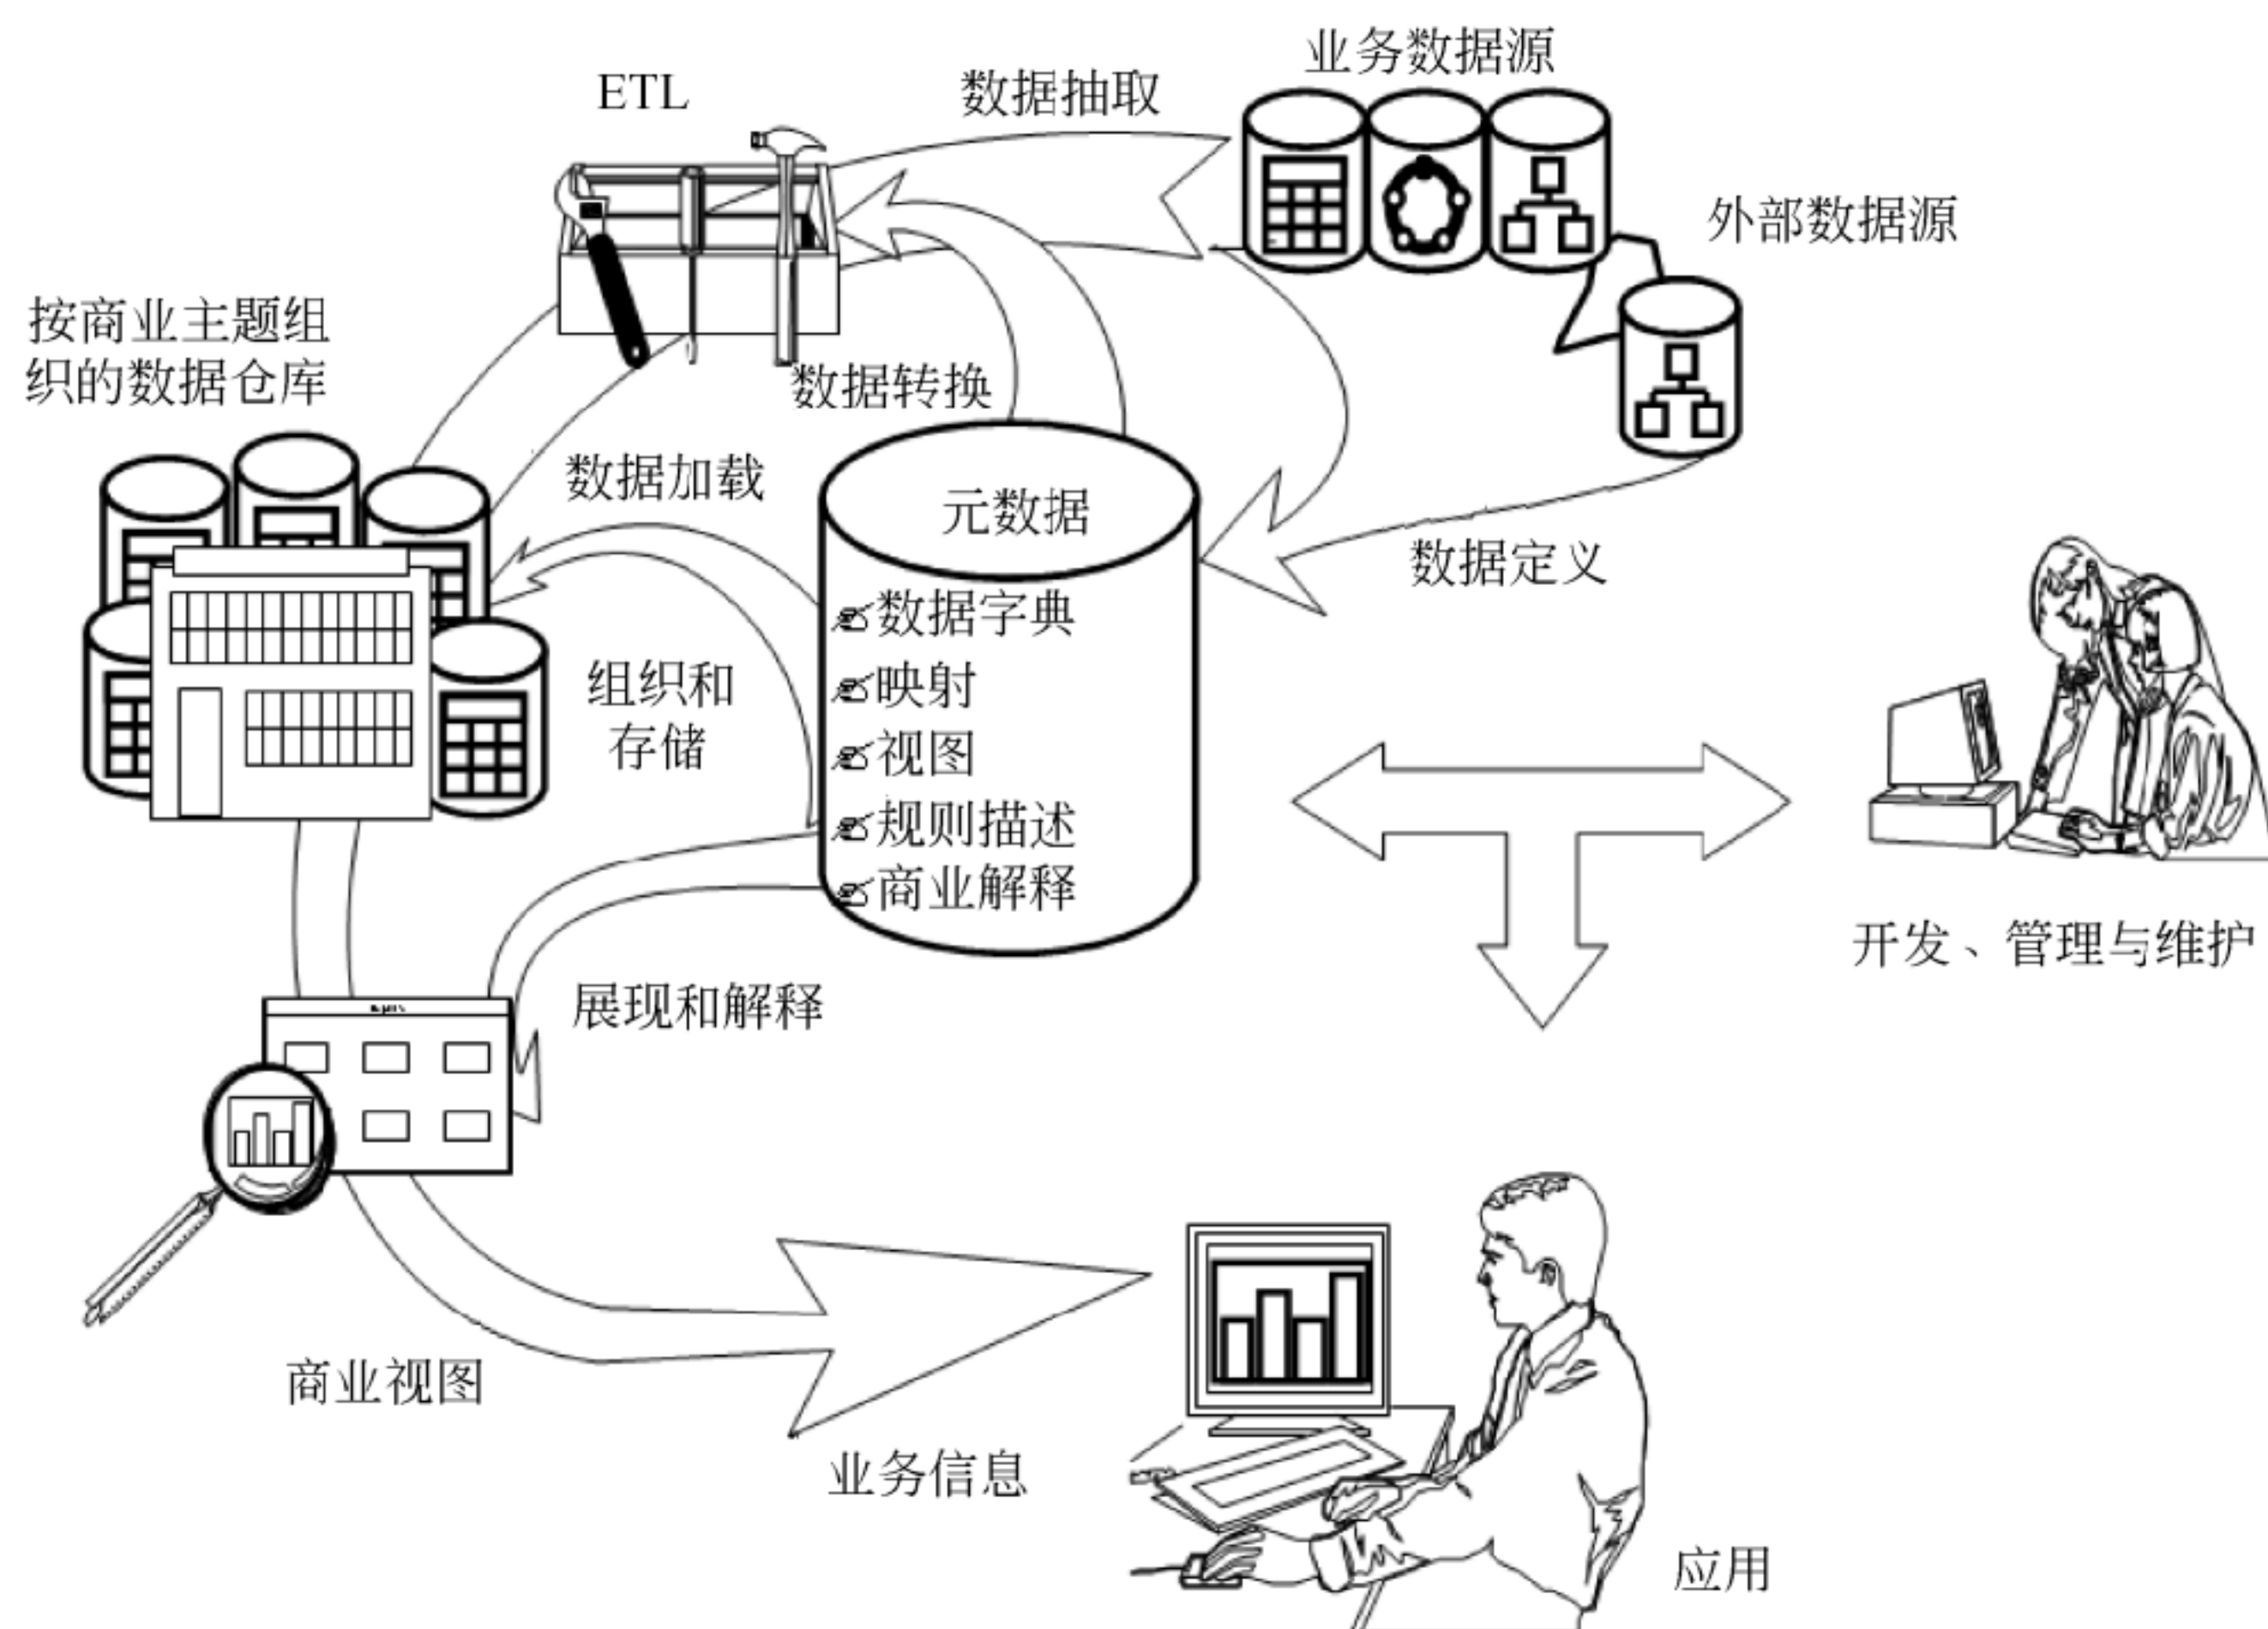 业务数据源
ETL
数据抽取
外部数据源
按商业主题组
织的数据仓库
数据转换
数据加载
元数据
数据定义
数据字典
组织和
存储
映射
视图
规则描述
商业解释
开发、管理与维护
展现和解释
商业视图
业务信息
应用